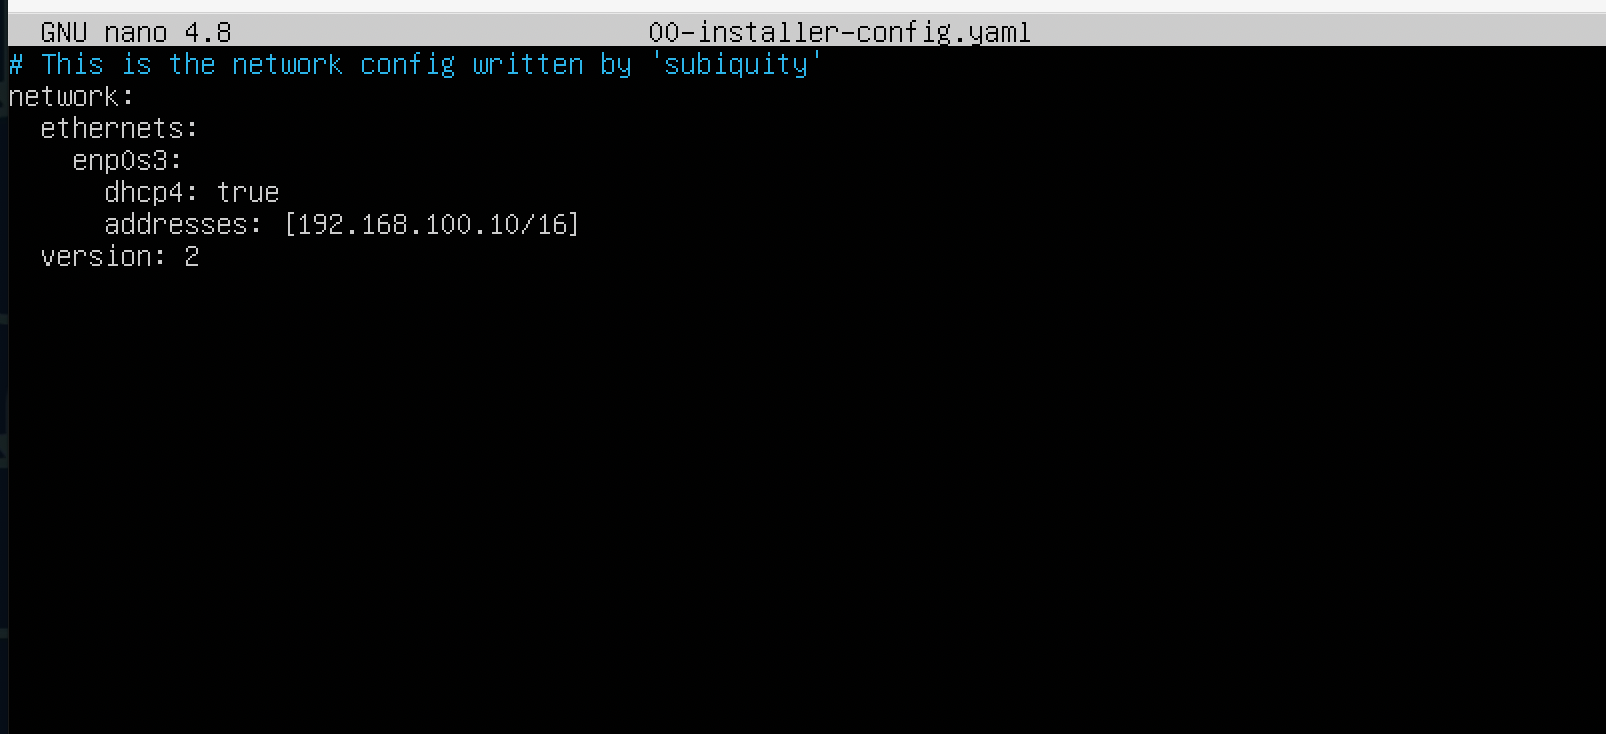 GNU nano 4.8 00-installer-config.yaml
# This is the network config written by 'subiquity'
network:
  ethernets:
    enp0s3:
      dhcp4: true
      addresses: [192.168.100.10/16]
  version: 2